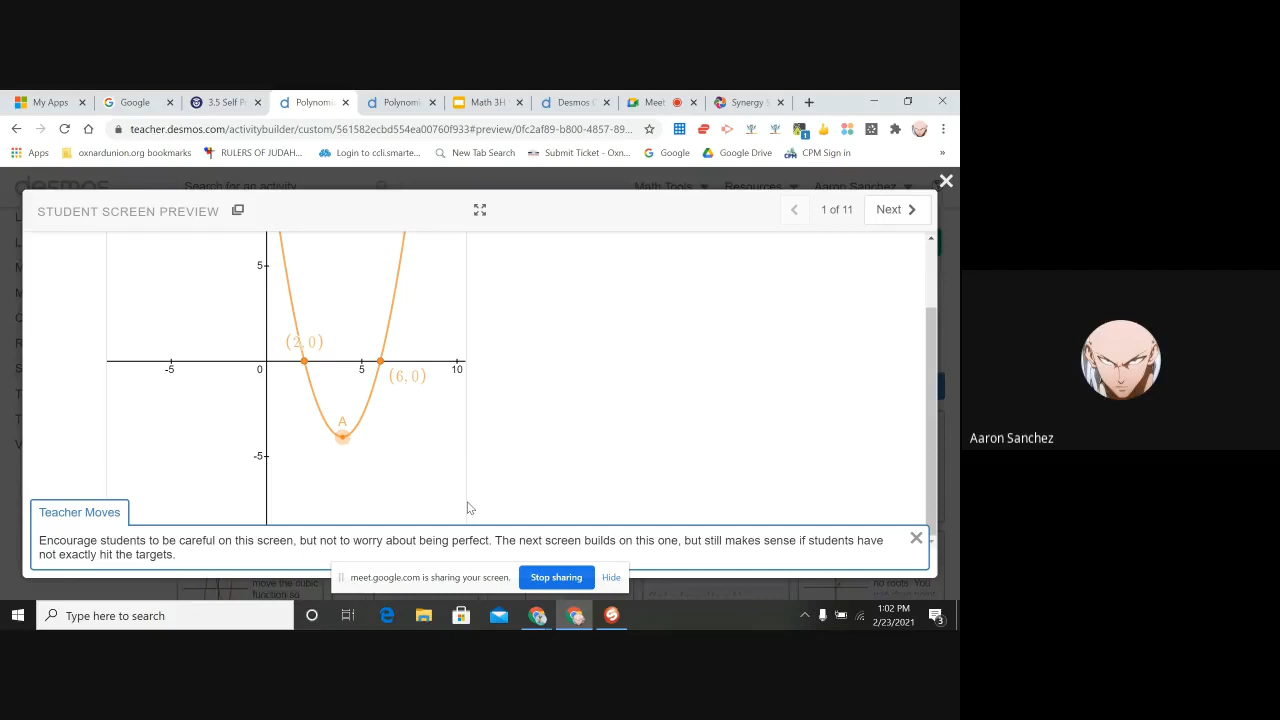 My Apps
Google
3.5 Self P
Polynomi
Polynomi
Math 3H
Desmos
Meet
Synergy S
teacher.desmos.com/activitybuilder/custom/561582ecbd554ea00760f933#preview/0fc2af89-b800-4857-89...
1
Apps
oxnardunion.org bookmarks
RULERS OF JUDAH...
Login to ccli.smarte...
New Tab Search
Submit Ticket - Oxn...
Google
Google Drive
CPM Sign in
»
desmos
Search for an activity
Math Tools
Resources
Aaron Sanchez
STUDENT SCREEN PREVIEW
1 of 11
Next
5
(2,0)
-5
0
5
10
(6,0)
A
-5
Aaron Sanchez
Teacher Moves
Encourage students to be careful on this screen, but not to worry about being perfect. The next screen builds on this one, but still makes sense if students have
not exactly hit the targets.
meet.google.com is sharing your screen.
Stop sharing
Hide
move the cubic
function so
no roots. You
Type here to search
1:02 PM
2/23/2021
3